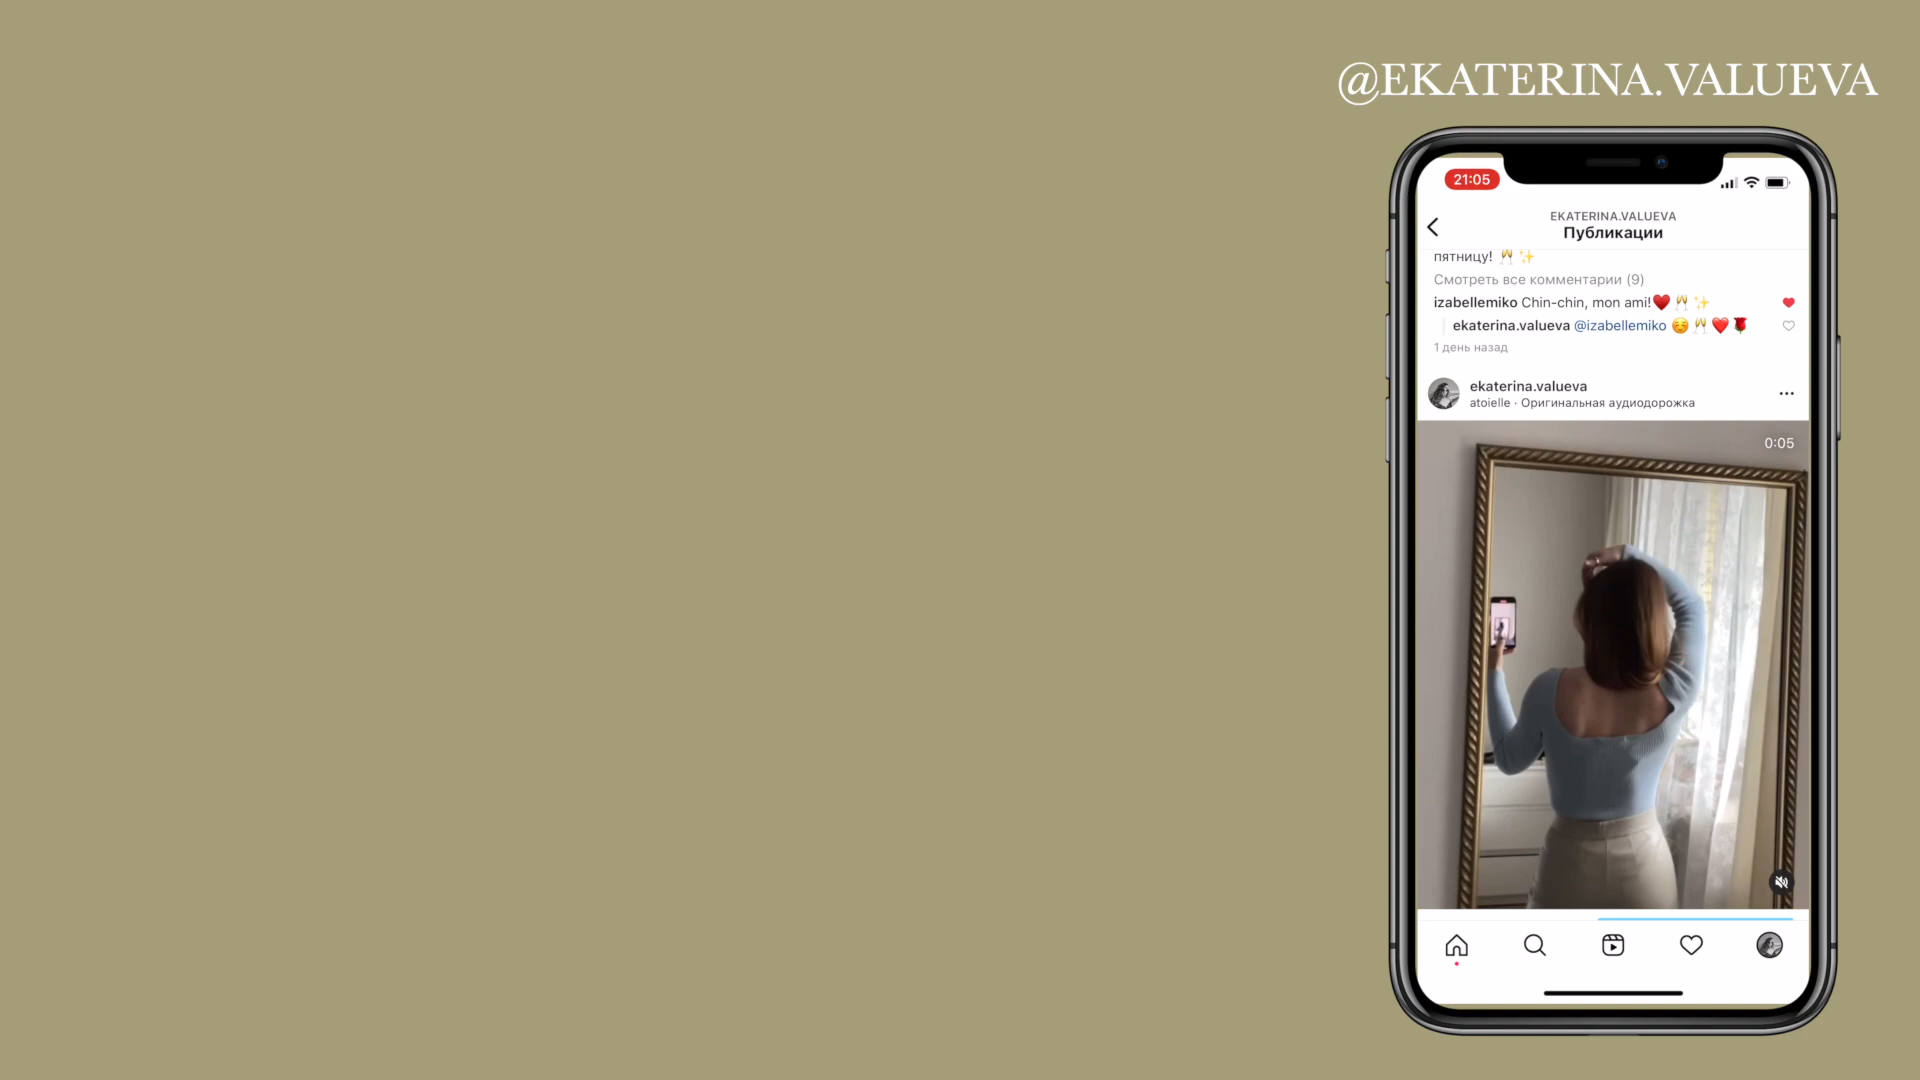 @EKATERINA.VALUEVA
21:05
EKATERINA.VALUEVA
Публикации
пятницу! 🥂✨
Смотреть все комментарии (9)
izabellemiko Chin-chin, mon ami!❤️🥂✨
ekaterina.valueva @izabellemiko ☺️🥂❤️🌹
1 день назад
ekaterina.valueva
atoielle · Оригинальная аудиодорожка
0:05